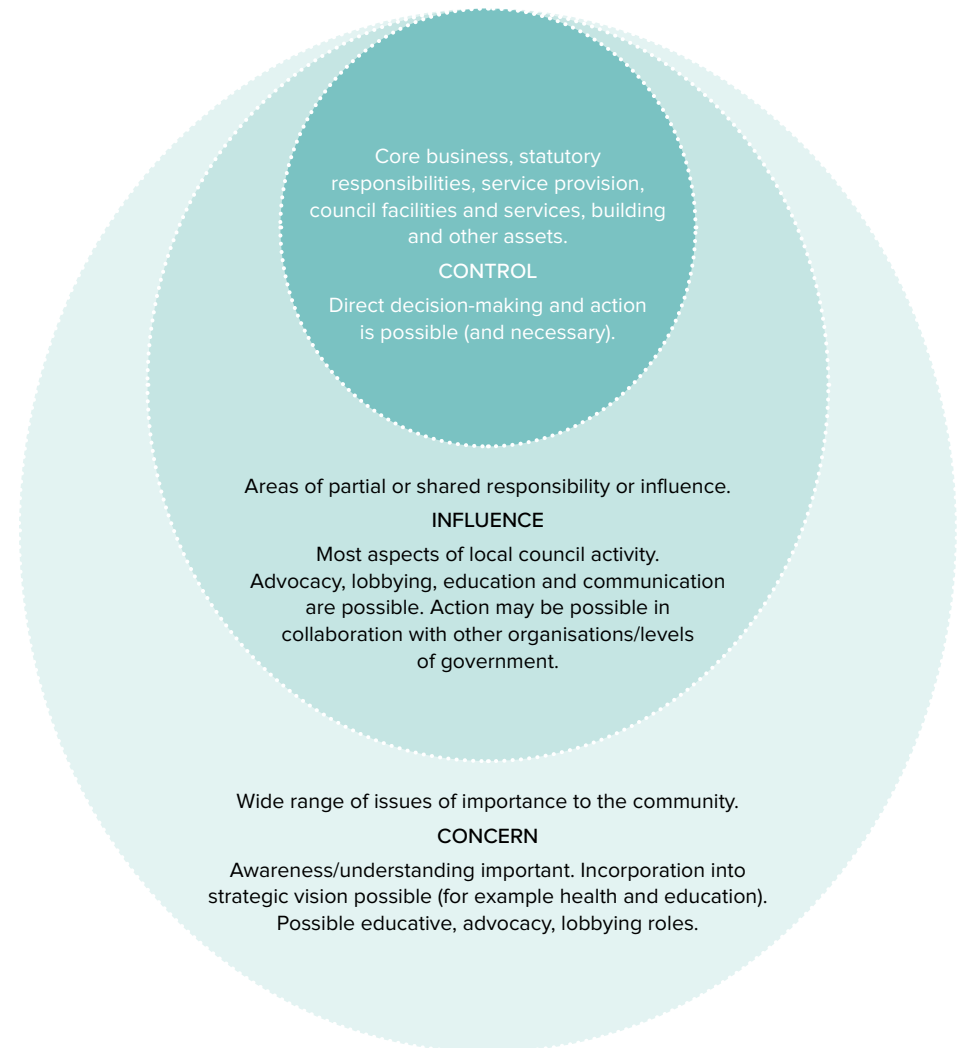 Core business, statutory
responsibilities, service provision,
council facilities and services, building
and other assets.
CONTROL
Direct decision-making and action
is possible (and necessary).
Areas of partial or shared responsibility or influence.
INFLUENCE
Most aspects of local council activity.
Advocacy, lobbying, education and communication
are possible. Action may be possible in
collaboration with other organisations/levels
of government.
Wide range of issues of importance to the community.
CONCERN
Awareness/understanding important. Incorporation into
strategic vision possible (for example health and education).
Possible educative, advocacy, lobbying roles.